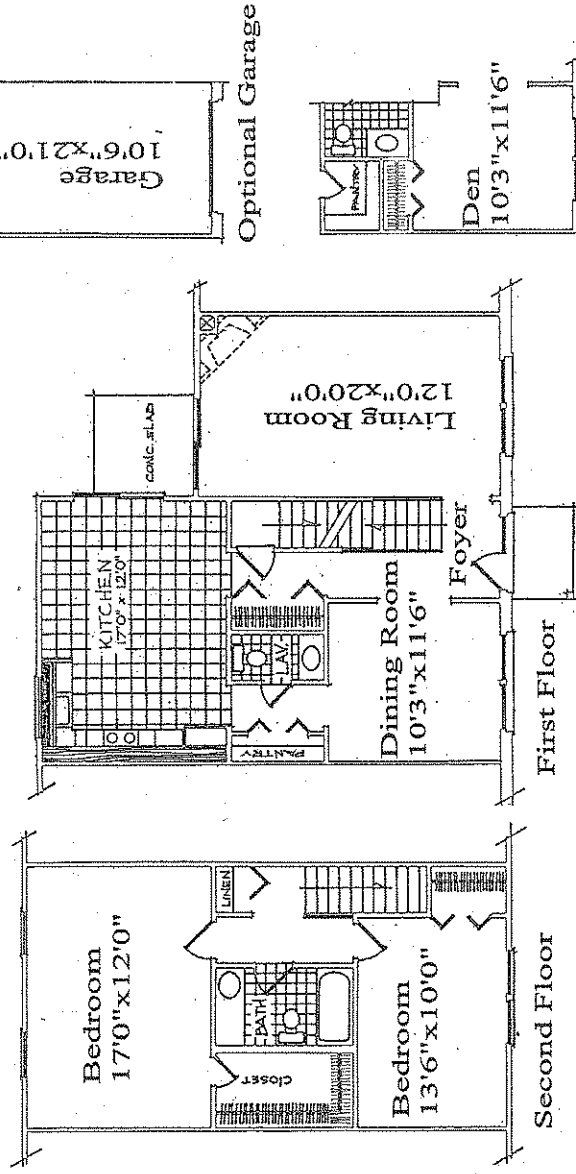 Bedroom
17'0"x12'0"
LINEN
BATH
CLOSET
Bedroom
13'6"x10'0"
Second Floor
KITCHEN
17'0" x 12'0"
CONC. SLAB
PANTRY
LAV.
Dining Room
10'3"x11'6"
Foyer
Living Room
12'0"x20'0"
First Floor
Garage
10'6"x21'0"
Optional Garage
PANTRY
Den
10'3"x11'6"